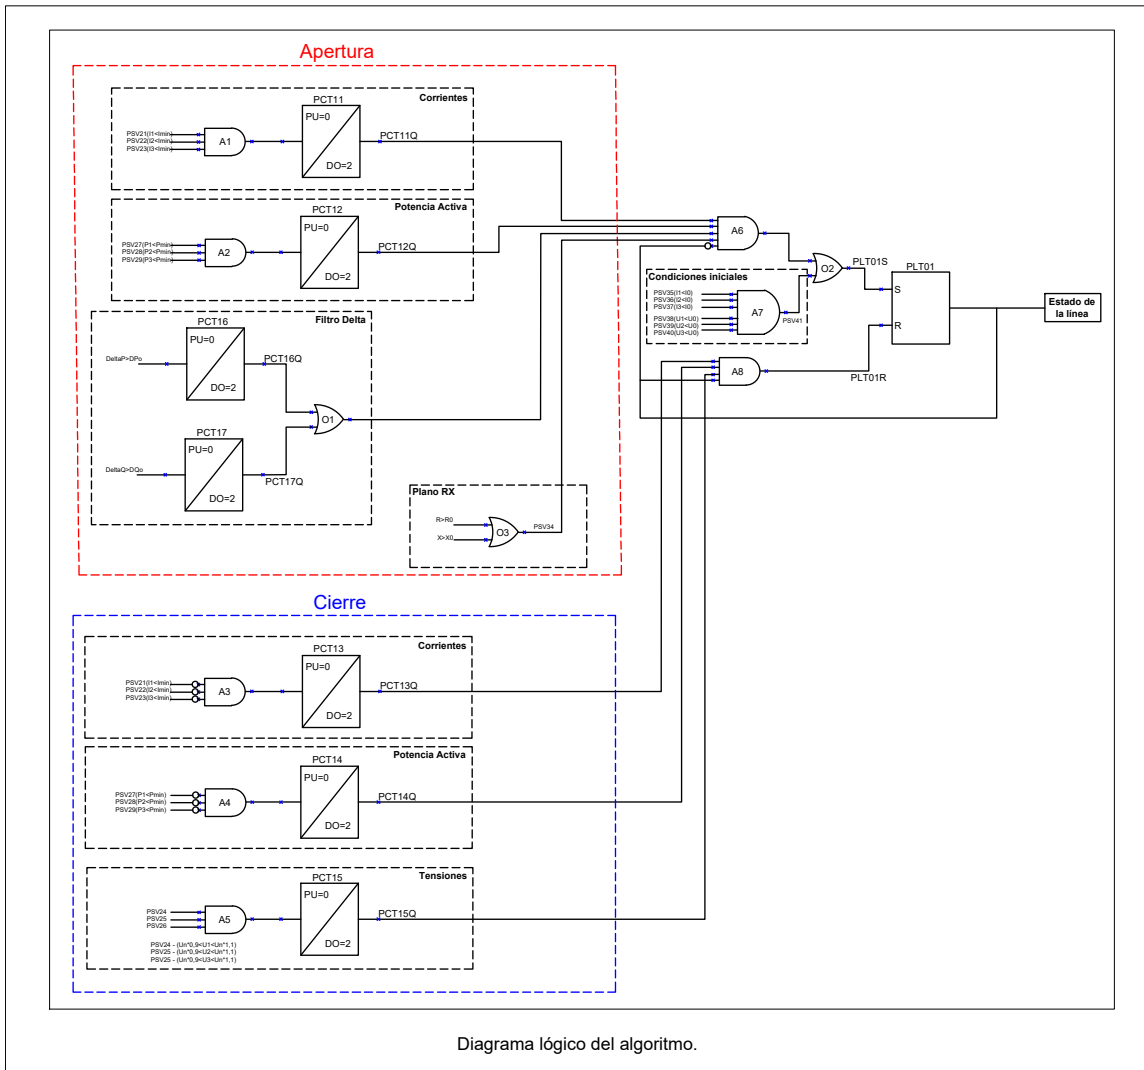 Apertura
Corrientes
PCT11
PU=0
DO=2
PSV21(I1<Imin)
PSV22(I2<Imin)
PSV23(I3<Imin)
A1
PCT11Q
Potencia Activa
PCT12
PU=0
DO=2
PSV27(P1<Pmin)
PSV28(P2<Pmin)
PSV29(P3<Pmin)
A2
PCT12Q
Filtro Delta
PCT16
PU=0
DO=2
DeltaP>DPo
PCT16Q
O1
PCT17
PU=0
DO=2
DeltaQ>DQo
PCT17Q
Plano RX
R>R0
X>X0
O3
PSV34
A6
Condiciones iniciales
PSV35(I1<I0)
PSV36(I2<I0)
PSV37(I3<I0)
PSV38(U1<U0)
PSV39(U2<U0)
PSV40(U3<U0)
A7
PSV41
O2
PLT01S
PLT01
S
R
Estado de
la línea
A8
PLT01R
Cierre
Corrientes
PCT13
PU=0
DO=2
PSV21(I1<Imin)
PSV22(I2<Imin)
PSV23(I3<Imin)
A3
PCT13Q
Potencia Activa
PCT14
PU=0
DO=2
PSV27(P1<Pmin)
PSV28(P2<Pmin)
PSV29(P3<Pmin)
A4
PCT14Q
Tensiones
PCT15
PU=0
DO=2
PSV24
PSV25
PSV26
A5
PCT15Q
PSV24 - (Un*0,9<U1<Un*1,1)
PSV25 - (Un*0,9<U2<Un*1,1)
PSV25 - (Un*0,9<U3<Un*1,1)
Diagrama lógico del algoritmo.